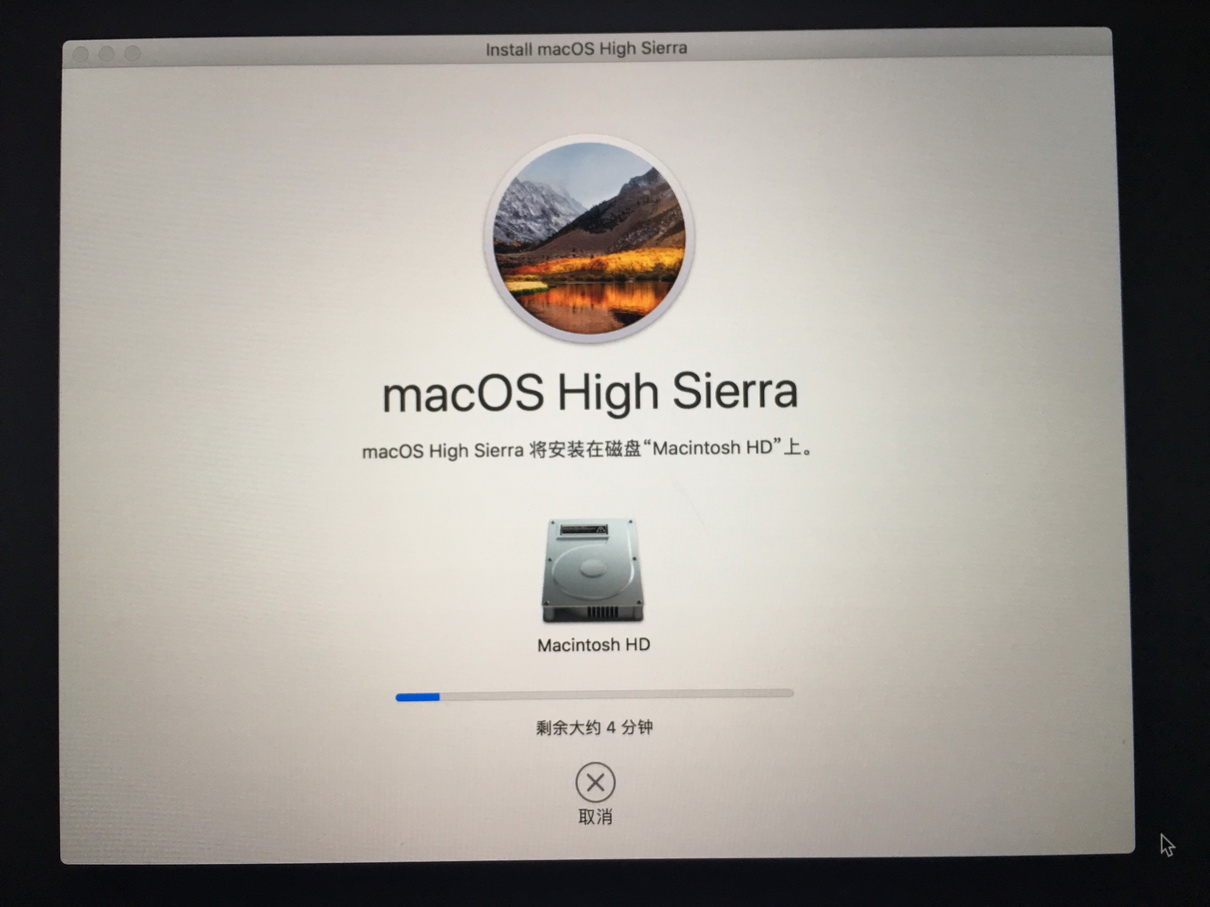 Install macOS High Sierra
macOS High Sierra
macOS High Sierra 将安装在磁盘“Macintosh HD”上。
Macintosh HD
剩余大约 4 分钟
取消